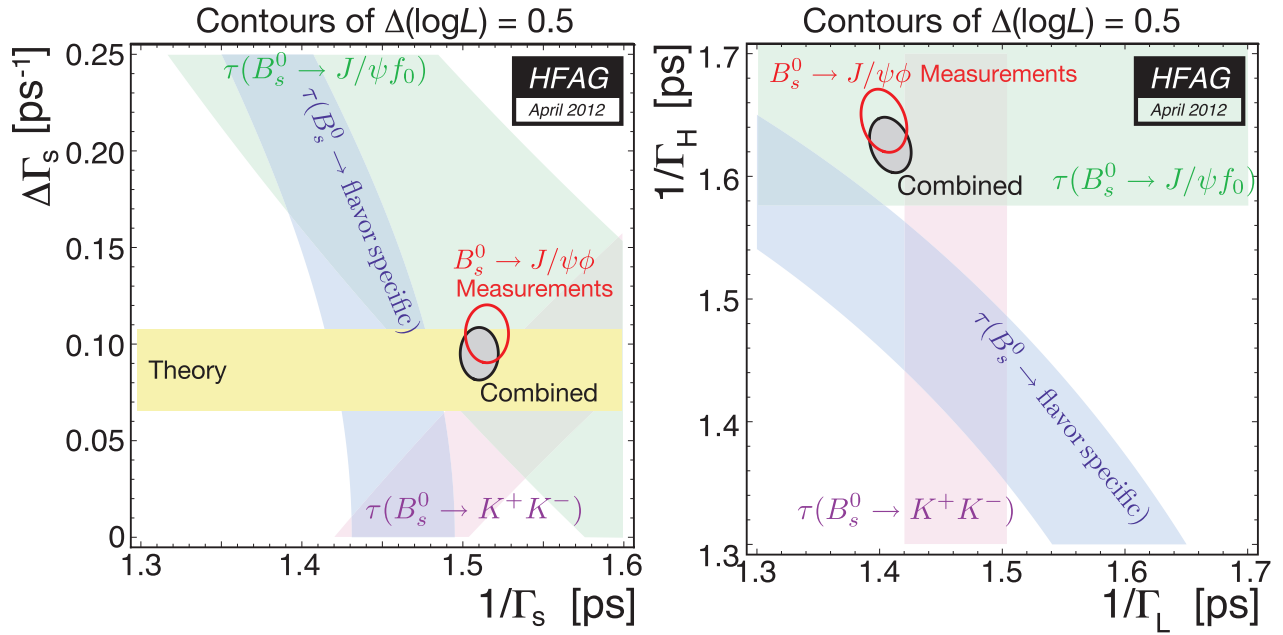 Contours of Δ(logL) = 0.5
ΔΓs [ps⁻¹]
0.25
0.20
0.15
0.10
0.05
0
τ(B⁰s → J/ψf₀)
HFAG
April 2012
τ(B⁰s → flavor specific)
B⁰s → J/ψϕ
Measurements
Theory
Combined
τ(B⁰s → K⁺K⁻)
1.3 1.4 1.5 1.6
1/Γs [ps]
Contours of Δ(logL) = 0.5
1/ΓH [ps]
1.7
1.6
1.5
1.4
1.3
B⁰s → J/ψϕ Measurements
HFAG
April 2012
Combined
τ(B⁰s → J/ψf₀)
τ(B⁰s → flavor specific)
τ(B⁰s → K⁺K⁻)
1.3 1.4 1.5 1.6 1.7
1/ΓL [ps]